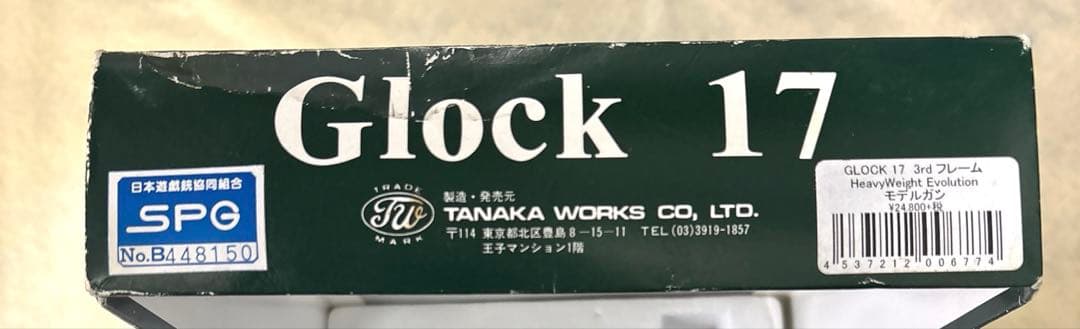 Glock 17
日本遊戯銃協同組合
SPG
No.B448150
TRADE
TW
MARK
製造・発売元
TANAKA WORKS CO, LTD.
〒114 東京都北区豊島8-15-11 TEL(03)3919-1857
王子マンション1階
GLOCK 17 3rd フレーム
HeavyWeight Evolution
モデルガン
¥24,800+税
4 537212 006774